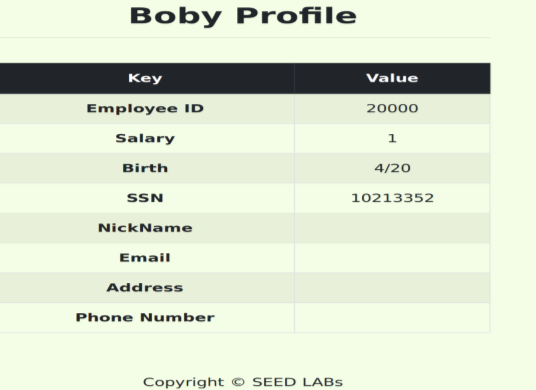 Boby Profile
Key Value
Employee ID 20000
Salary 1
Birth 4/20
SSN 10213352
NickName
Email
Address
Phone Number
Copyright © SEED LABs